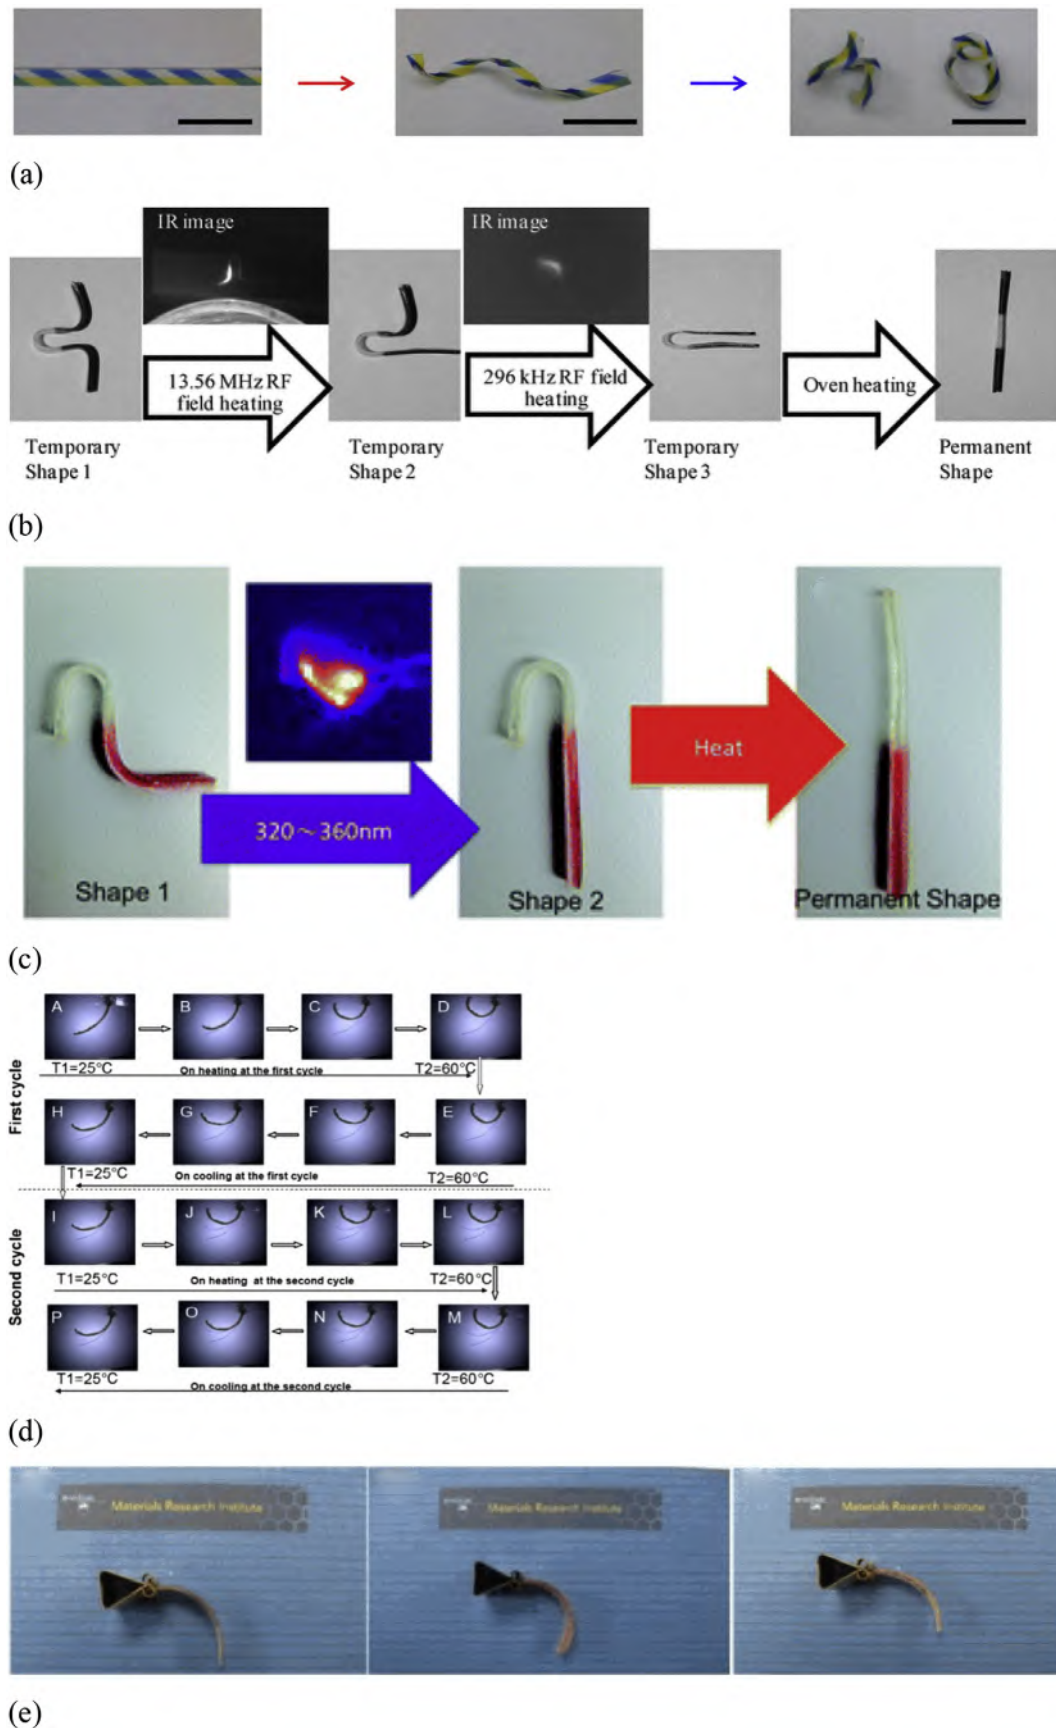 (a)
IR image
IR image
13.56 MHz RF
field heating
296 kHz RF field
heating
Oven heating
Temporary
Shape 1
Temporary
Shape 2
Temporary
Shape 3
Permanent
Shape
(b)
320～360nm
Heat
Shape 1
Shape 2
Permanent Shape
(c)
First cycle
A
B
C
D
T1=25°C
On heating at the first cycle
T2=60°C
H
G
F
E
T1=25°C
On cooling at the first cycle
T2=60°C
Second cycle
I
J
K
L
T1=25°C
On heating at the second cycle
T2=60°C
P
O
N
M
T1=25°C
On cooling at the second cycle
T2=60°C
(d)
Materials Research Institute
Materials Research Institute
Materials Research Institute
(e)